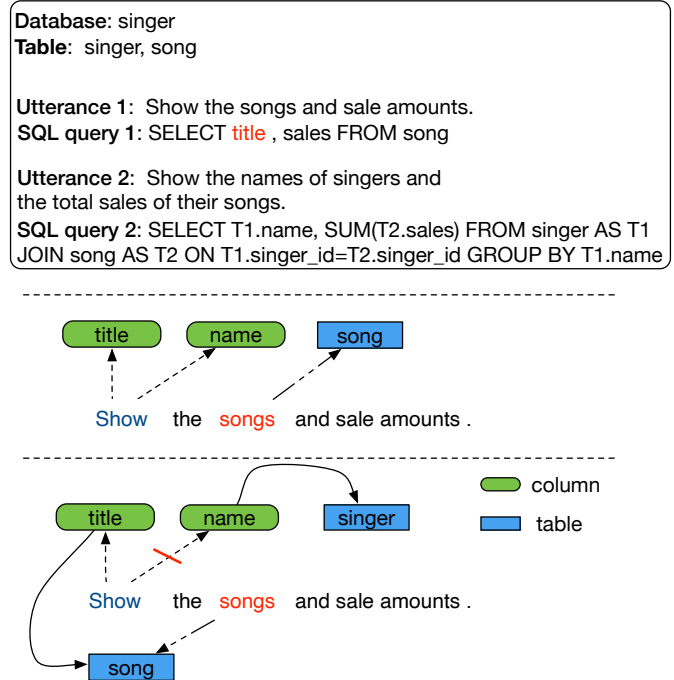 Database: singer
Table: singer, song
Utterance 1: Show the songs and sale amounts.
SQL query 1: SELECT title , sales FROM song
Utterance 2: Show the names of singers and
the total sales of their songs.
SQL query 2: SELECT T1.name, SUM(T2.sales) FROM singer AS T1
JOIN song AS T2 ON T1.singer_id=T2.singer_id GROUP BY T1.name
title name song
Show the songs and sale amounts .
column
title name singer
table
Show the songs and sale amounts .
song